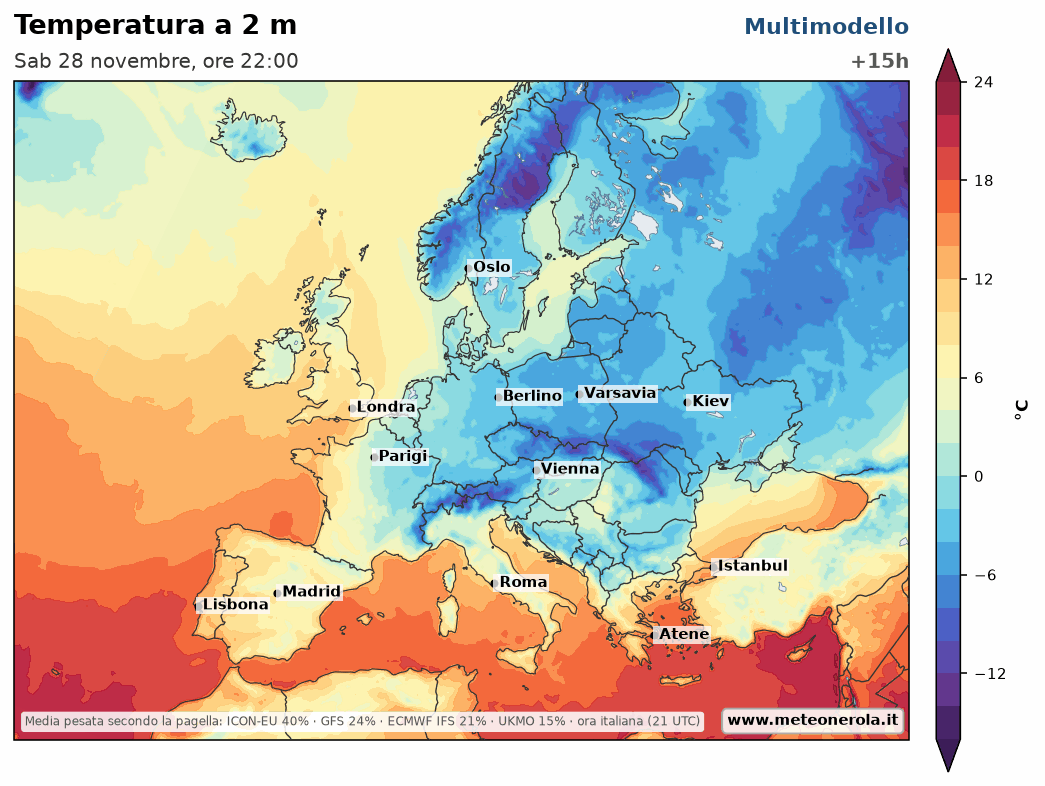 Temperatura a 2 m
Multimodello
Sab 28 novembre, ore 22:00
+15h
24
18
12
6
0
−6
−12
°C
Oslo
Berlino
Varsavia
Kiev
Londra
Parigi
Vienna
Istanbul
Roma
Madrid
Lisbona
Atene
Media pesata secondo la pagella: ICON-EU 40% · GFS 24% · ECMWF IFS 21% · UKMO 15% · ora italiana (21 UTC)
www.meteonerola.it